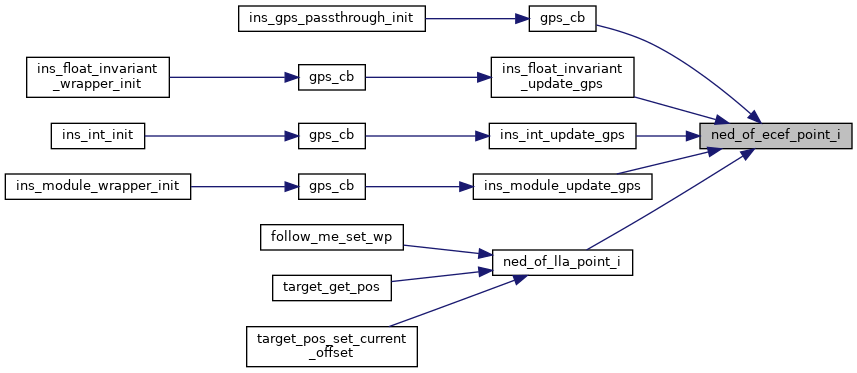 ins_gps_passthrough_init
gps_cb
ins_float_invariant
_wrapper_init
gps_cb
ins_float_invariant
_update_gps
ned_of_ecef_point_i
ins_int_init
gps_cb
ins_int_update_gps
ins_module_wrapper_init
gps_cb
ins_module_update_gps
follow_me_set_wp
ned_of_lla_point_i
target_get_pos
target_pos_set_current
_offset